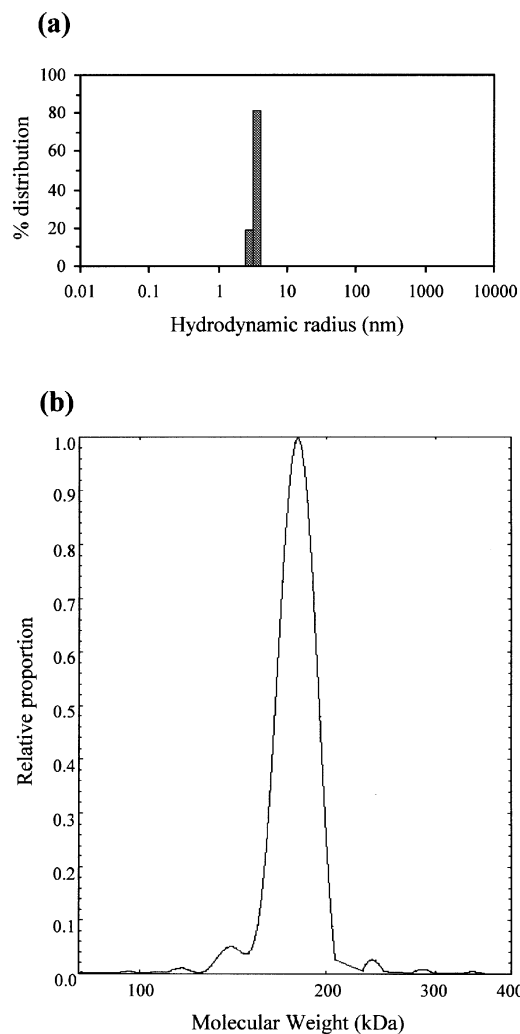 (a)
100
80
60
40
20
0
% distribution
0.01 0.1 1 10 100 1000 10000
Hydrodynamic radius (nm)
(b)
1.0
0.9
0.8
0.7
0.6
0.5
0.4
0.3
0.2
0.1
0.0
Relative proportion
100 200 300 400
Molecular Weight (kDa)